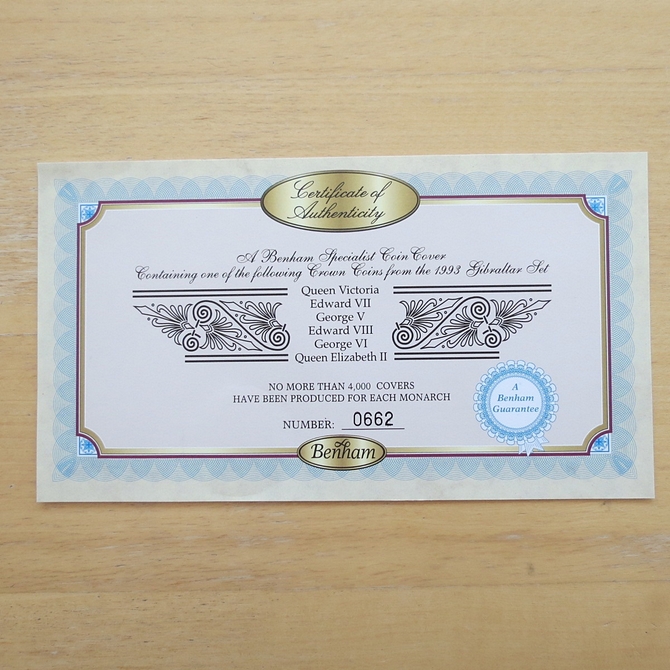 Certificate of
Authenticity
A Benham Specialist Coin Cover
Containing one of the following Crown Coins from the 1993 Gibraltar Set
Queen Victoria
Edward VII
George V
Edward VIII
George VI
Queen Elizabeth II
NO MORE THAN 4,000 COVERS
HAVE BEEN PRODUCED FOR EACH MONARCH
NUMBER: 0662
A
Benham
Guarantee
Benham